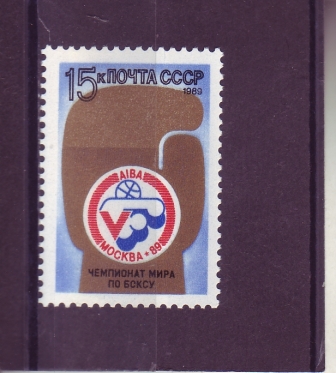 15к ПОЧТА СССР
1989
AIBA
V
МОСКВА • 89
ЧЕМПИОНАТ МИРА
ПО БОКСУ